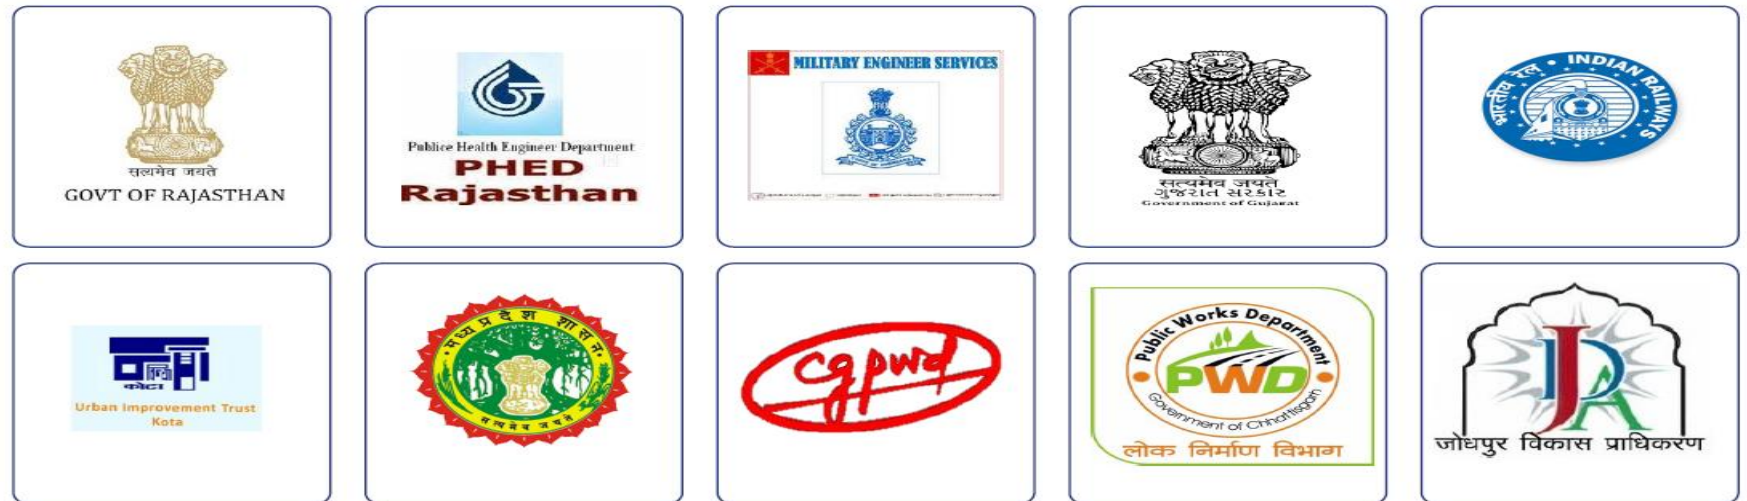 सत्यमेव जयते
GOVT OF RAJASTHAN
Publice Health Engineer Department
PHED
Rajasthan
MILITARY ENGINEER SERVICES
सत्यमेव जयते
ગુજરાત સરકાર
Government of Gujarat
भारतीय रेल • INDIAN RAILWAYS
कोटा
Urban Improvement Trust
Kota
मध्य प्रदेश शासन
सत्यमेव जयते
cgpwd
Public Works Department
PWD
Government of Chhattisgarh
लोक निर्माण विभाग
JDA
जोधपुर विकास प्राधिकरण